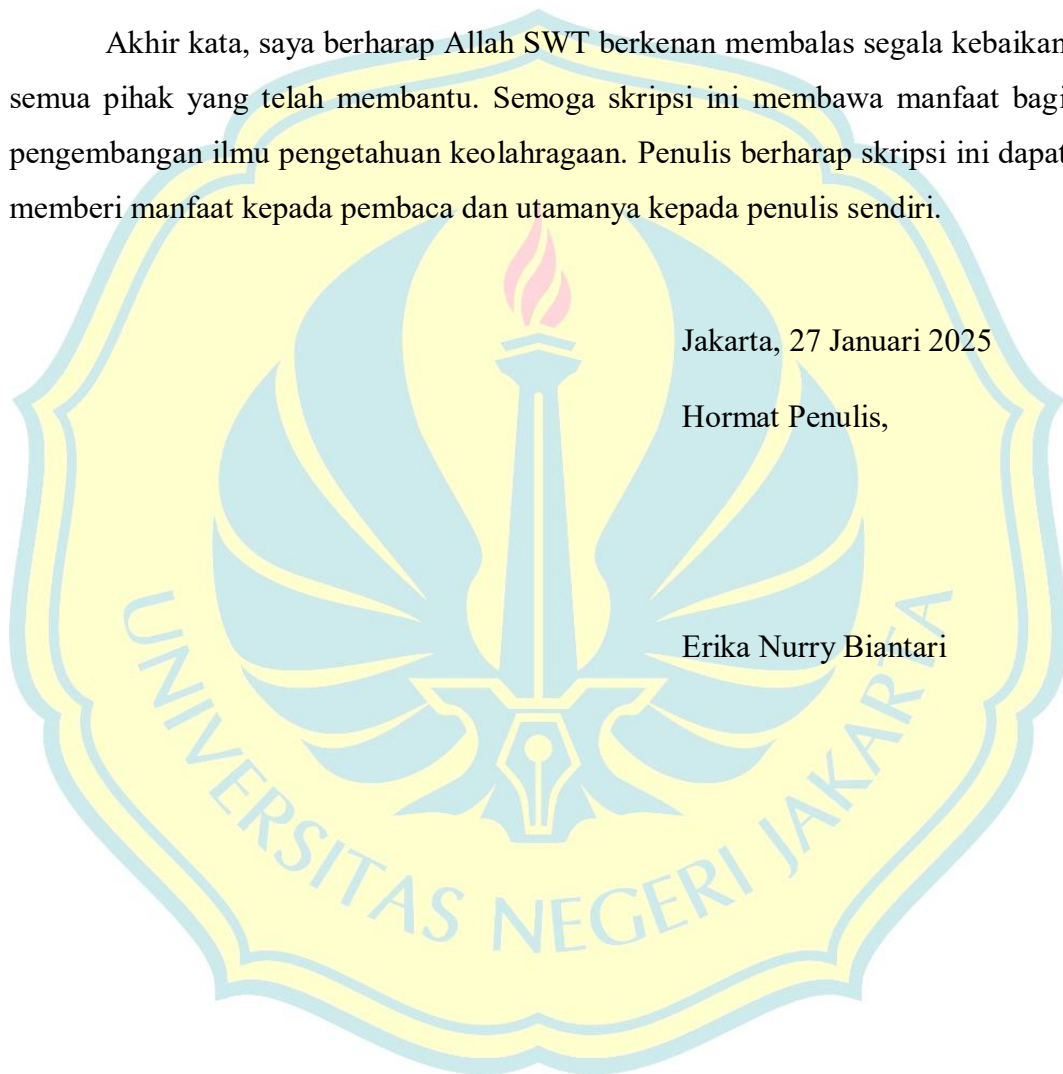 Akhir kata, saya berharap Allah SWT berkenan membalas segala kebaikan
semua pihak yang telah membantu. Semoga skripsi ini membawa manfaat bagi
pengembangan ilmu pengetahuan keolahragaan. Penulis berharap skripsi ini dapat
memberi manfaat kepada pembaca dan utamanya kepada penulis sendiri.
Jakarta, 27 Januari 2025
Hormat Penulis,
Erika Nurry Biantari
UNIVERSITAS NEGERI JAKARTA